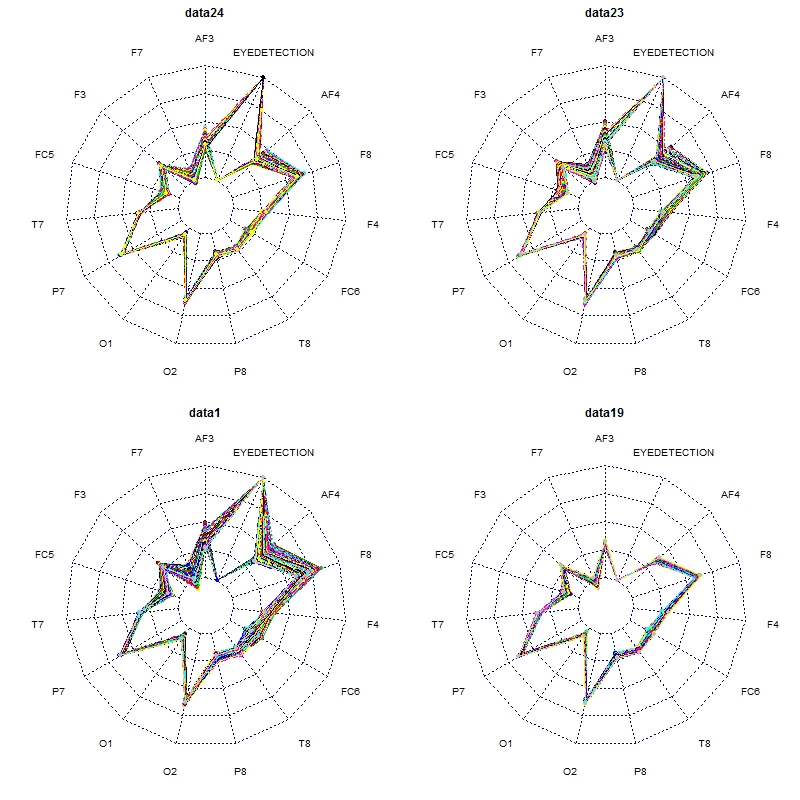 data24
AF3
F7
EYEDETECTION
F3
AF4
FC5
F8
T7
F4
P7
FC6
O1
T8
O2
P8
data23
AF3
F7
EYEDETECTION
F3
AF4
FC5
F8
T7
F4
P7
FC6
O1
T8
O2
P8
data1
AF3
F7
EYEDETECTION
F3
AF4
FC5
F8
T7
F4
P7
FC6
O1
T8
O2
P8
data19
AF3
F7
EYEDETECTION
F3
AF4
FC5
F8
T7
F4
P7
FC6
O1
T8
O2
P8